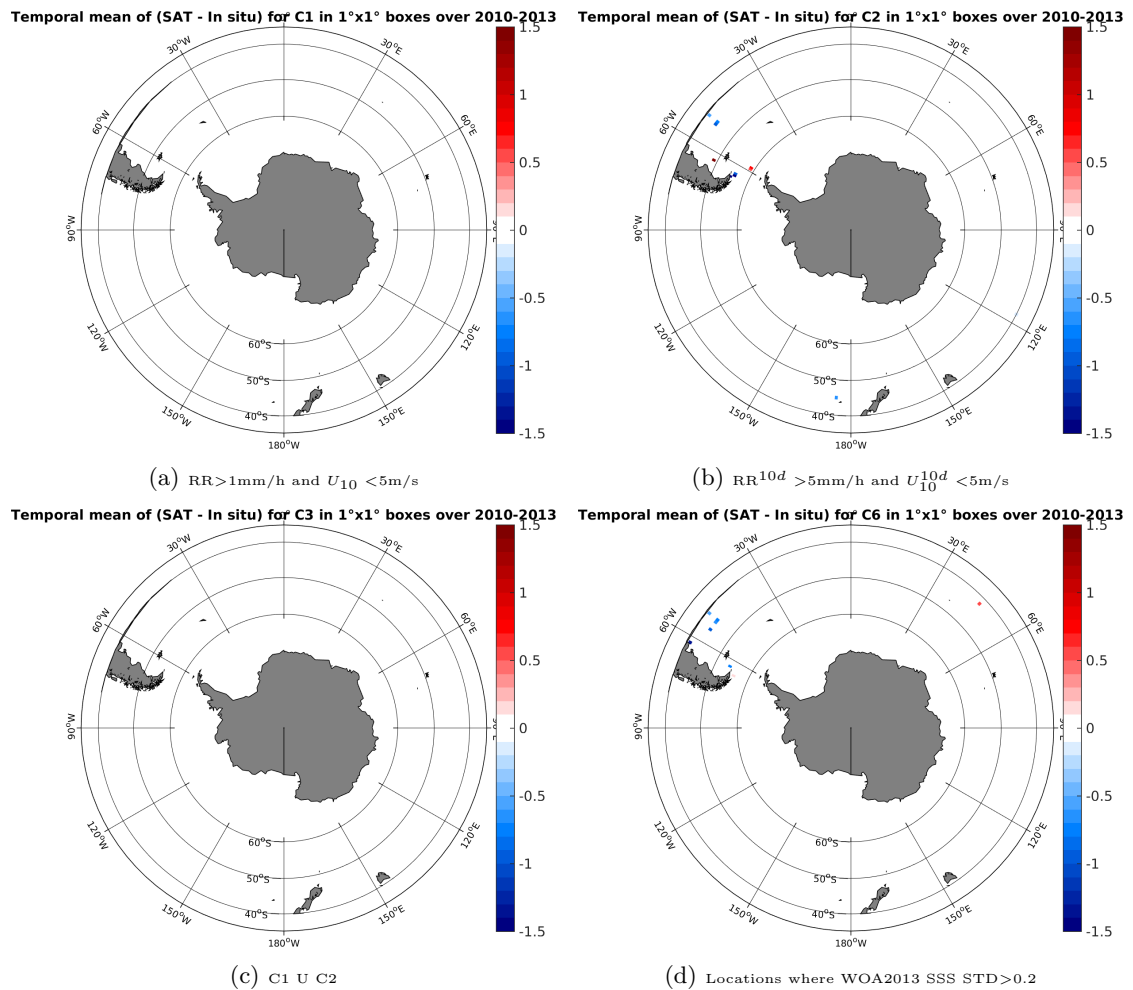 Temporal mean of (SAT - In situ) for C1 in 1°x1° boxes over 2010-2013
Temporal mean of (SAT - In situ) for C2 in 1°x1° boxes over 2010-2013
30°W
30°E
60°W
60°E
90°W
120°W
120°E
150°W
150°E
180°W
60°S
50°S
40°S
1.5
1
0.5
0
-0.5
-1
-1.5
30°W
30°E
60°W
60°E
90°W
120°W
120°E
150°W
150°E
180°W
60°S
50°S
40°S
1.5
1
0.5
0
-0.5
-1
-1.5
(a) RR>1mm/h and U10 <5m/s
(b) RR10d >5mm/h and U10 10d <5m/s
Temporal mean of (SAT - In situ) for C3 in 1°x1° boxes over 2010-2013
Temporal mean of (SAT - In situ) for C6 in 1°x1° boxes over 2010-2013
30°W
30°E
60°W
60°E
90°W
120°W
120°E
150°W
150°E
180°W
60°S
50°S
40°S
1.5
1
0.5
0
-0.5
-1
-1.5
30°W
30°E
60°W
60°E
90°W
120°W
120°E
150°W
150°E
180°W
60°S
50°S
40°S
1.5
1
0.5
0
-0.5
-1
-1.5
(c) C1 U C2
(d) Locations where WOA2013 SSS STD>0.2